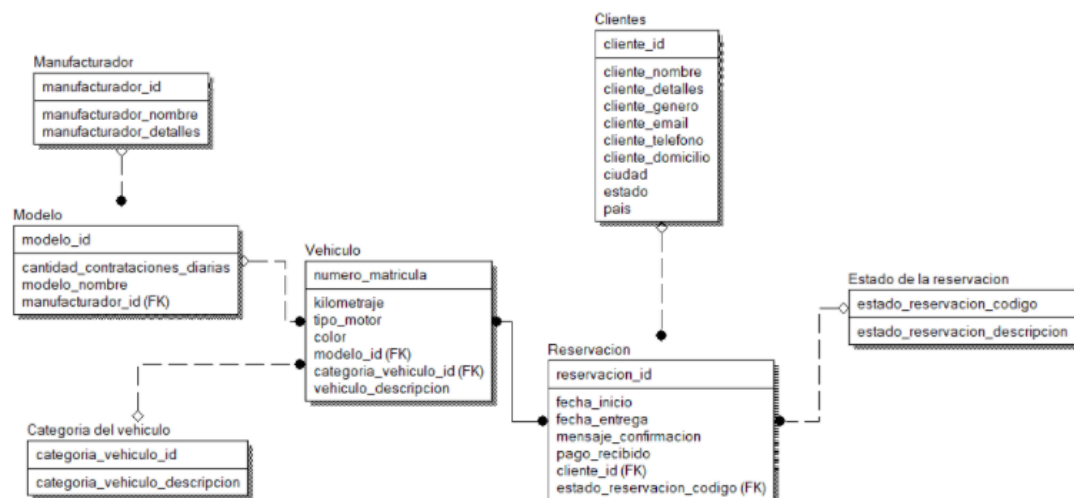 Manufacturador
manufacturador_id
manufacturador_nombre
manufacturador_detalles
Modelo
modelo_id
cantidad_contrataciones_diarias
modelo_nombre
manufacturador_id (FK)
Categoria del vehiculo
categoria_vehiculo_id
categoria_vehiculo_descripcion
Vehiculo
numero_matricula
kilometraje
tipo_motor
color
modelo_id (FK)
categoria_vehiculo_id (FK)
vehiculo_descripcion
Clientes
cliente_id
cliente_nombre
cliente_detalles
cliente_genero
cliente_email
cliente_telefono
cliente_domicilio
ciudad
estado
pais
Reservacion
reservacion_id
fecha_inicio
fecha_entrega
mensaje_confirmacion
pago_recibido
cliente_id (FK)
estado_reservacion_codigo (FK)
Estado de la reservacion
estado_reservacion_codigo
estado_reservacion_descripcion